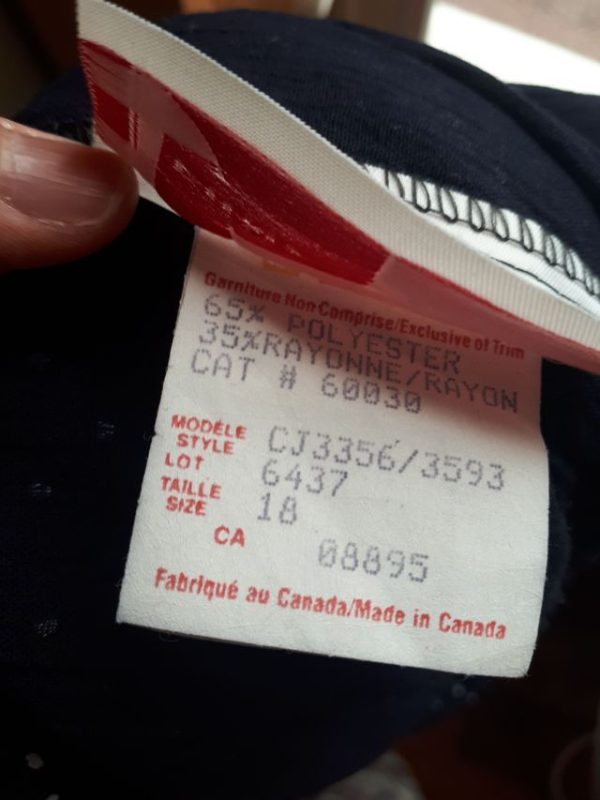 Garniture Non Comprise/Exclusive of Trim
65% POLYESTER
35%RAYONNE/RAYON
CAT # 60030
MODÈLE
STYLE CJ3356/3593
LOT 6437
TAILLE
SIZE 18
CA 08895
Fabriqué au Canada/Made in Canada